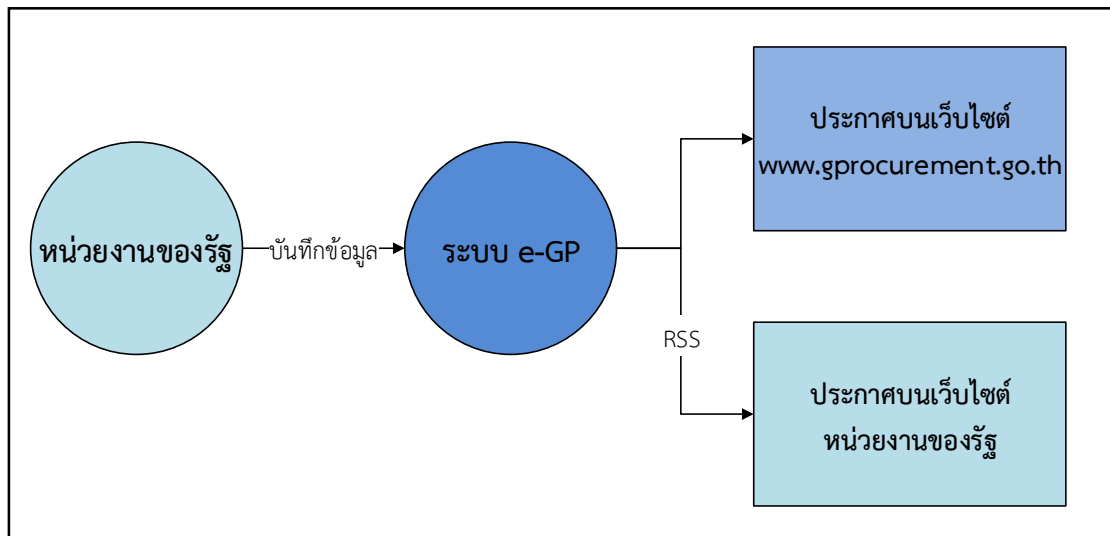 หน่วยงานของรัฐ
บันทึกข้อมูล
ระบบ e-GP
ประกาศบนเว็บไซต์
www.gprocurement.go.th
RSS
ประกาศบนเว็บไซต์
หน่วยงานของรัฐ